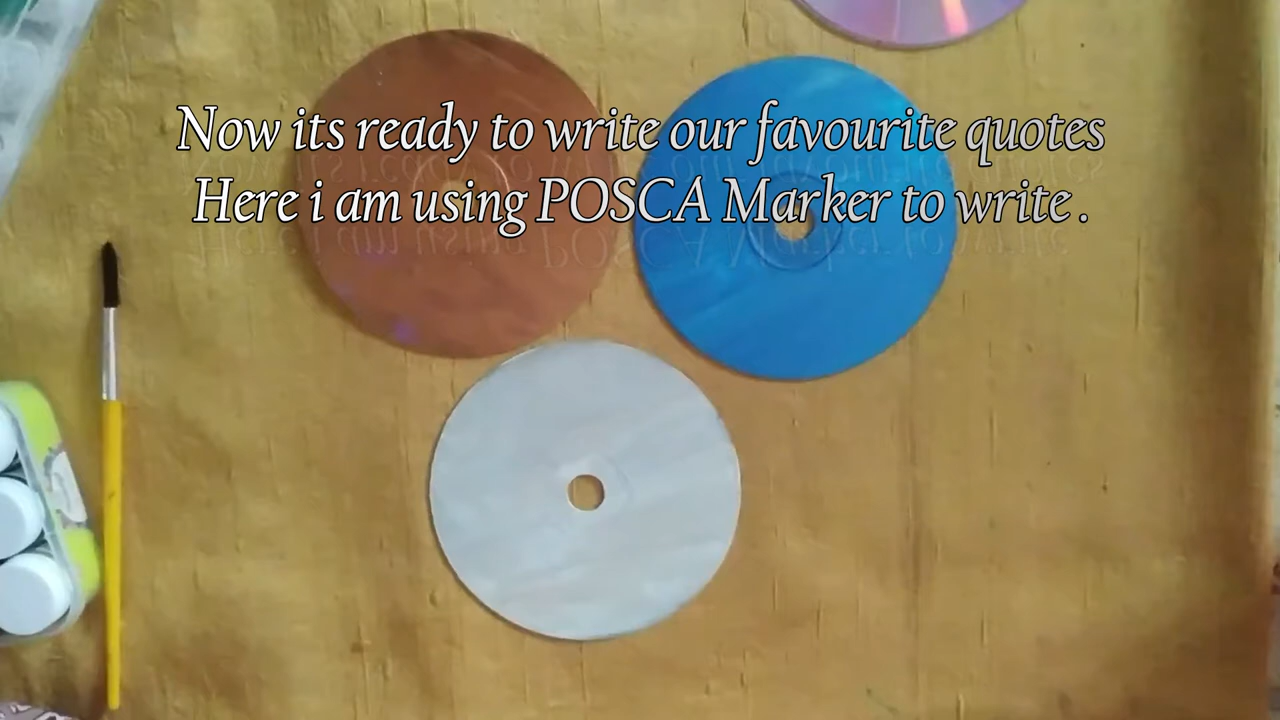 Now its ready to write our favourite quotes
Here i am using POSCA Marker to write .